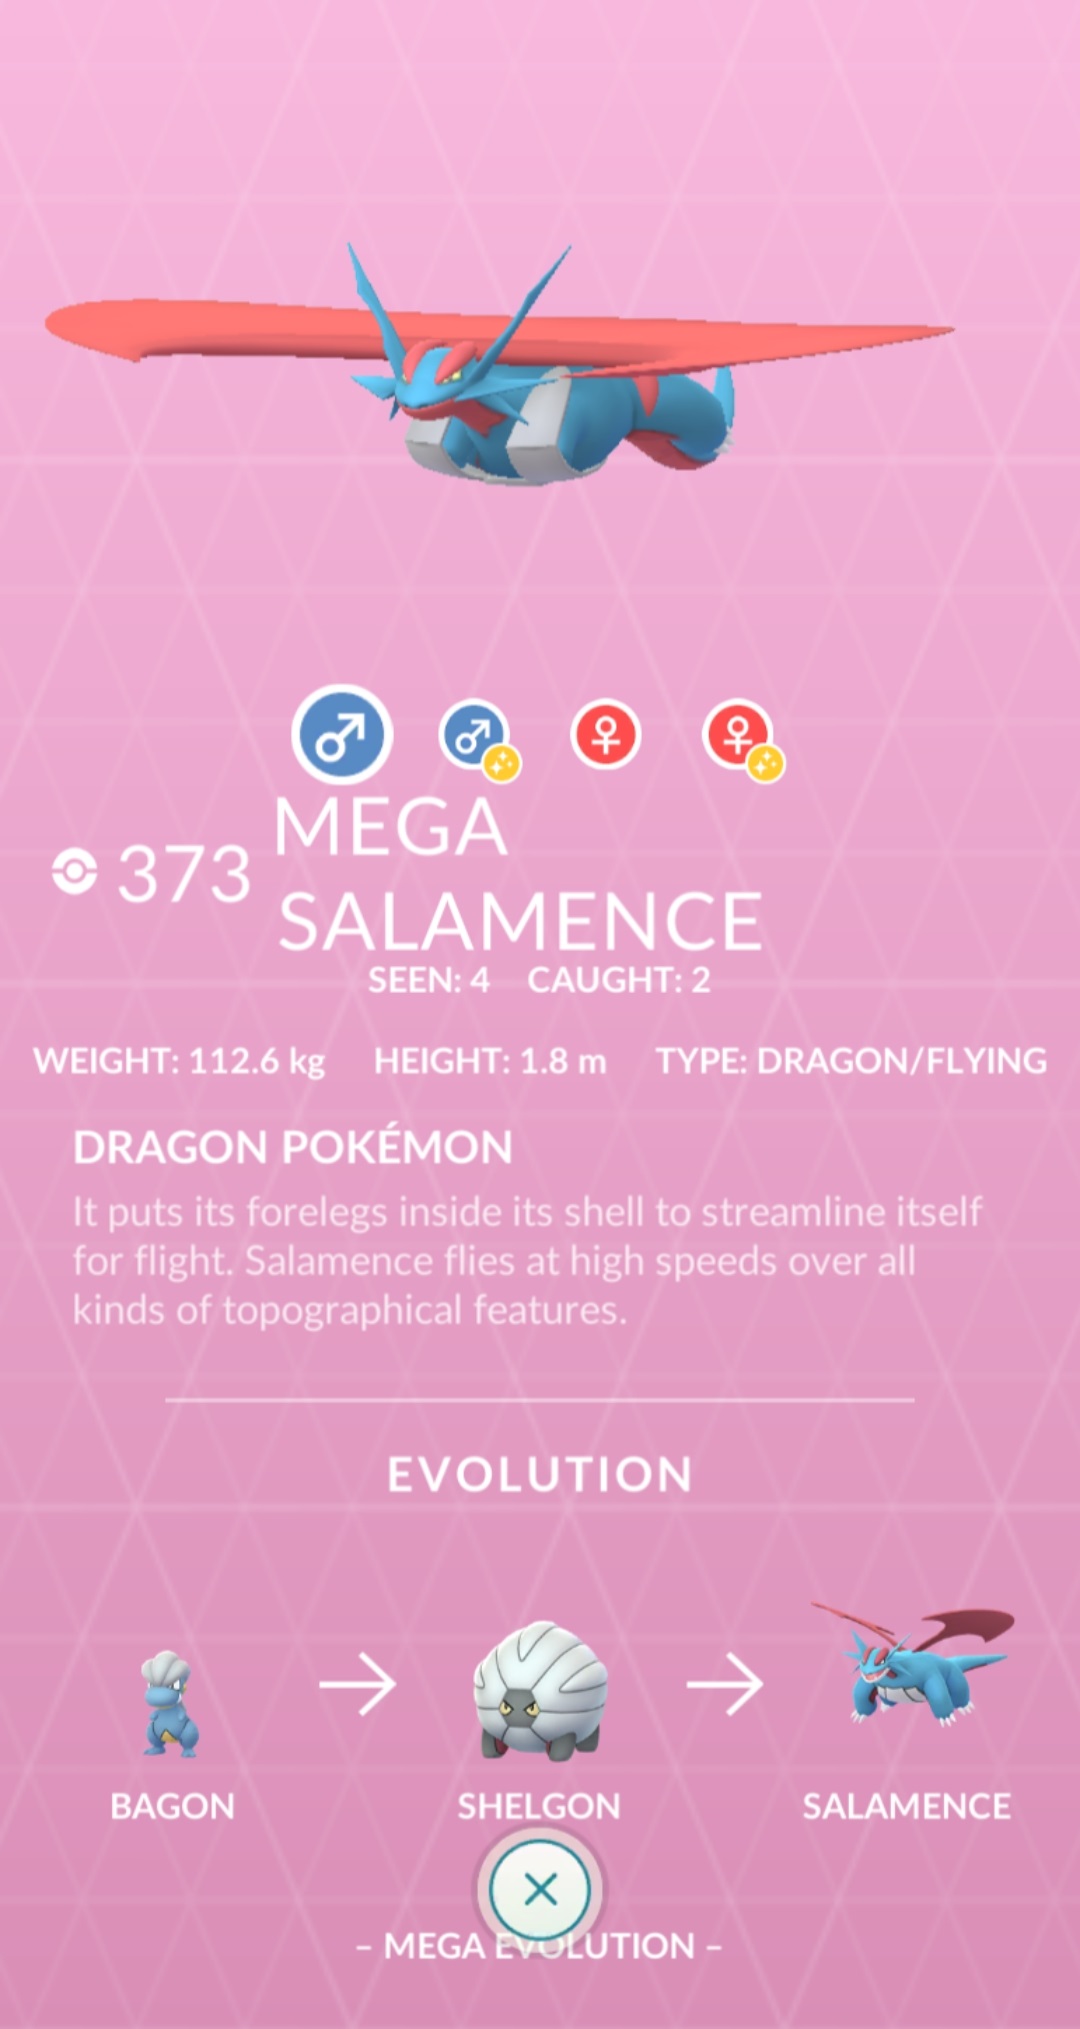 373
MEGA
SALAMENCE
SEEN: 4 CAUGHT: 2
WEIGHT: 112.6 kg HEIGHT: 1.8 m TYPE: DRAGON/FLYING
DRAGON POKÉMON
It puts its forelegs inside its shell to streamline itself
for flight. Salamence flies at high speeds over all
kinds of topographical features.
EVOLUTION
BAGON SHELGON SALAMENCE
– MEGA EVOLUTION –